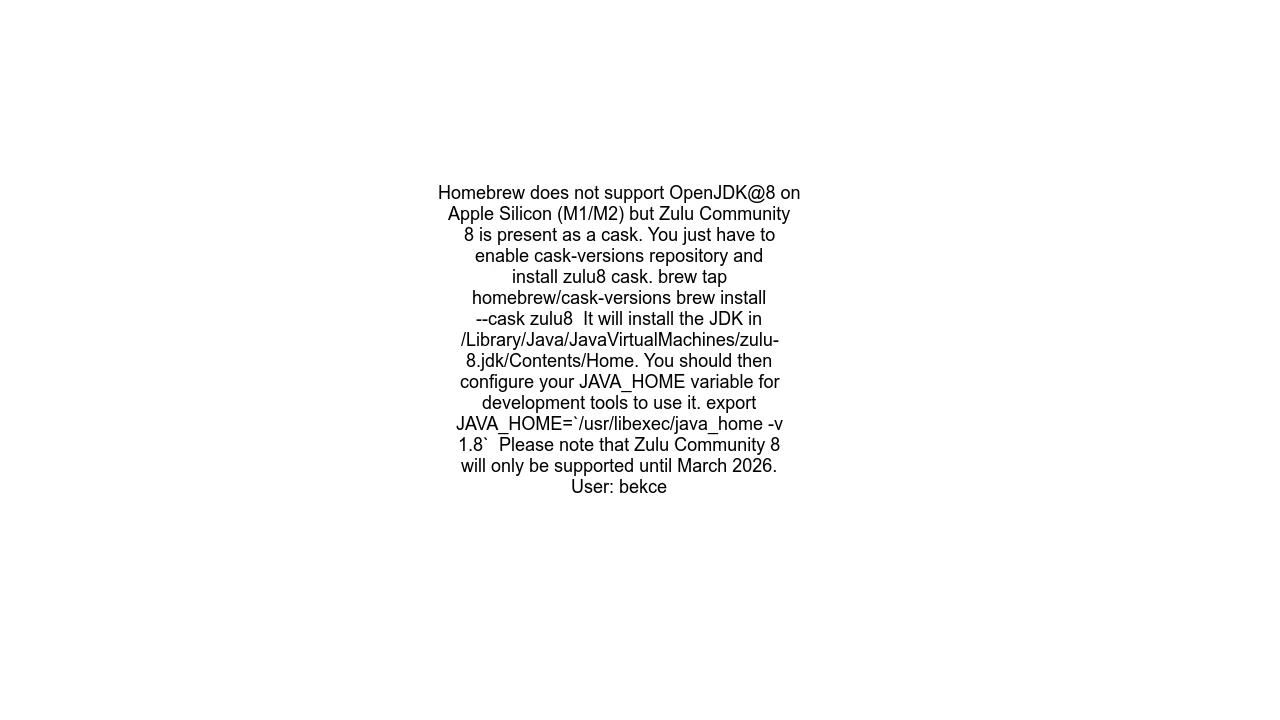 Homebrew does not support OpenJDK@8 on
Apple Silicon (M1/M2) but Zulu Community
8 is present as a cask. You just have to
enable cask-versions repository and
install zulu8 cask. brew tap
homebrew/cask-versions brew install
--cask zulu8  It will install the JDK in
/Library/Java/JavaVirtualMachines/zulu-
8.jdk/Contents/Home. You should then
configure your JAVA_HOME variable for
development tools to use it. export
JAVA_HOME=`/usr/libexec/java_home -v
1.8`  Please note that Zulu Community 8
will only be supported until March 2026.
User: bekce